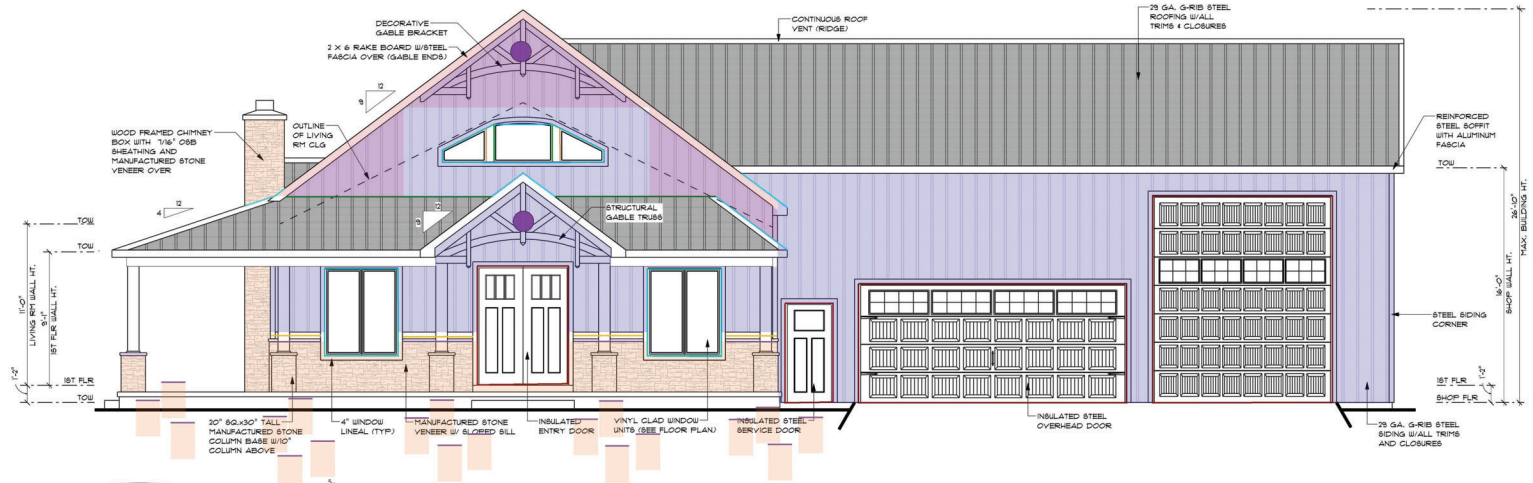 DECORATIVE
GABLE BRACKET
2 X 6 RAKE BOARD W/STEEL
FASCIA OVER (GABLE ENDS)
CONTINUOUS ROOF
VENT (RIDGE)
29 GA. G-RIB STEEL
ROOFING W/ALL
TRIMS & CLOSURES
12
WOOD FRAMED CHIMNEY
BOX WITH 7/16" OSB
SHEATHING AND
MANUFACTURED STONE
VENEER OVER
OUTLINE
OF LIVING
RM CLG
REINFORCED
STEEL SOFFIT
WITH ALUMINUM
FASCIA
TOW
12
4
12
STRUCTURAL
GABLE TRUSS
TOW
TOW
11'-0"
LIVING RM WALL HT.
9'-1"
1ST FLR WALL HT.
1'-2"
1ST FLR
TOW
26'-10"
MAX. BUILDING HT.
16'-0"
SHOP WALL HT.
STEEL SIDING
CORNER
1ST FLR
1'-2"
SHOP FLR
20" SQ.x30" TALL
MANUFACTURED STONE
COLUMN BASE W/10"
COLUMN ABOVE
4" WINDOW
LINEAL (TYP)
MANUFACTURED STONE
VENEER W/ SLOPED SILL
INSULATED
ENTRY DOOR
VINYL CLAD WINDOW
UNITS (SEE FLOOR PLAN)
INSULATED STEEL
SERVICE DOOR
INSULATED STEEL
OVERHEAD DOOR
29 GA. G-RIB STEEL
SIDING W/ALL TRIMS
AND CLOSURES